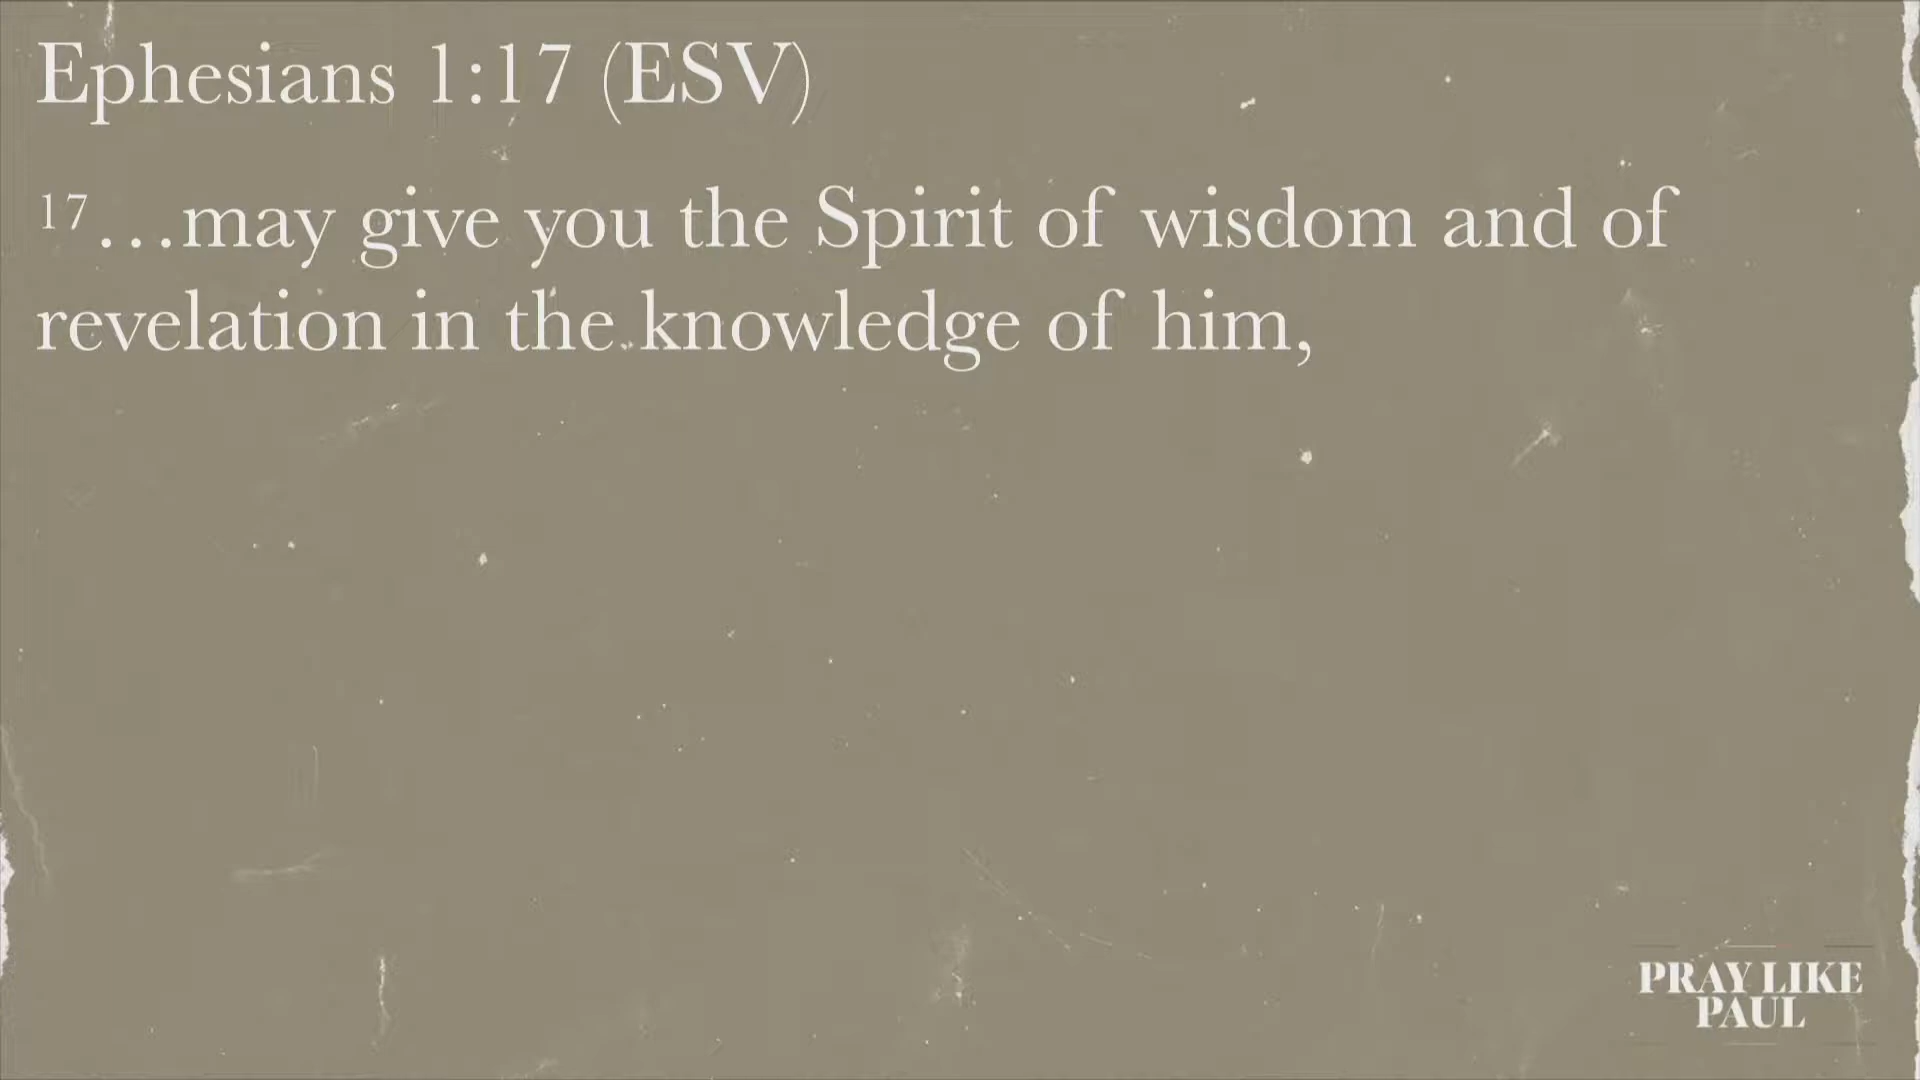 Ephesians 1:17 (ESV)
17…may give you the Spirit of wisdom and of
revelation in the knowledge of him,
PRAY LIKE
PAUL